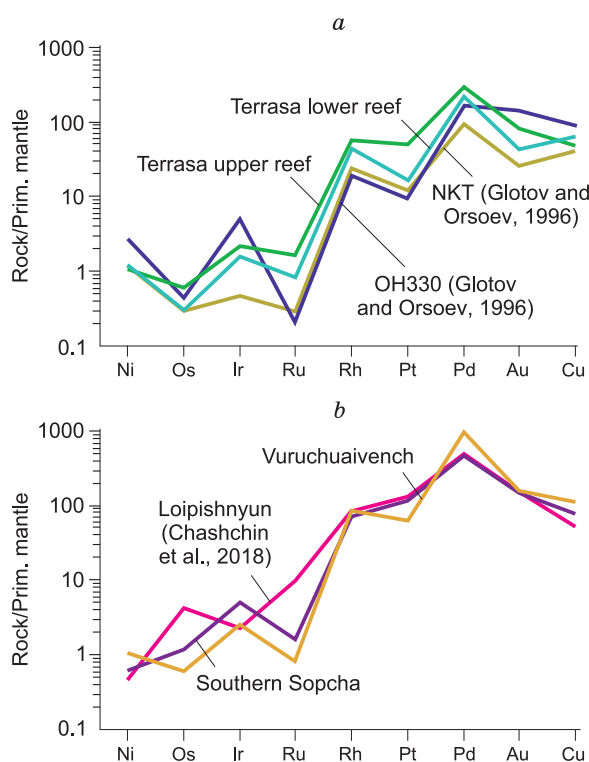 a
Rock/Prim. mantle
1000
100
10
1
0.1
Terrasa lower reef
Terrasa upper reef
NKT (Glotov and
Orsoev, 1996)
OH330 (Glotov
and Orsoev, 1996)
Ni Os Ir Ru Rh Pt Pd Au Cu
b
Rock/Prim. mantle
1000
100
10
1
0.1
Vuruchuaivench
Loipishnyun
(Chashchin
et al., 2018)
Southern Sopcha
Ni Os Ir Ru Rh Pt Pd Au Cu